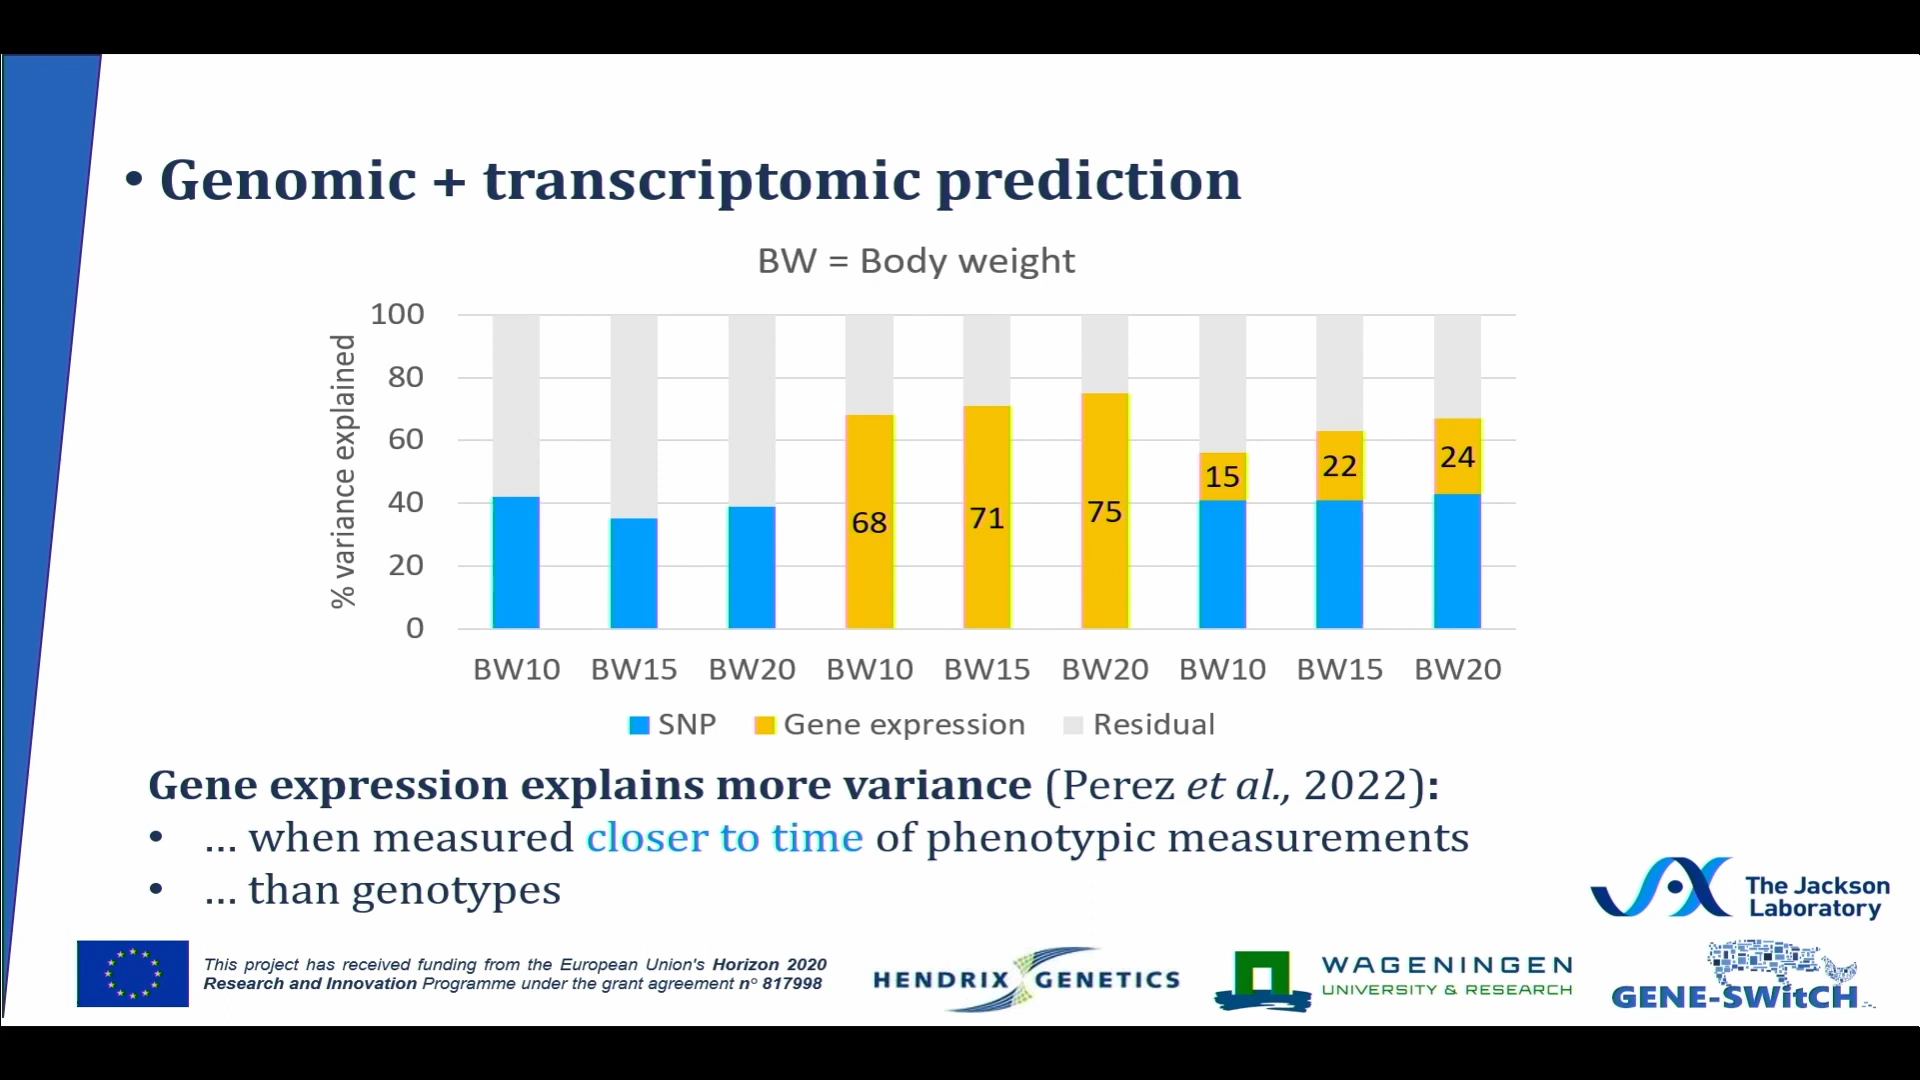 • Genomic + transcriptomic prediction
BW = Body weight
% variance explained
100
80
60
40
20
0
68
71
75
15
22
24
BW10 BW15 BW20 BW10 BW15 BW20 BW10 BW15 BW20
SNP Gene expression Residual
Gene expression explains more variance (Perez et al., 2022):
• ... when measured closer to time of phenotypic measurements
• ... than genotypes
The Jackson
Laboratory
This project has received funding from the European Union's Horizon 2020
Research and Innovation Programme under the grant agreement n° 817998
HENDRIX GENETICS
WAGENINGEN
UNIVERSITY & RESEARCH
GENE-SWitCH